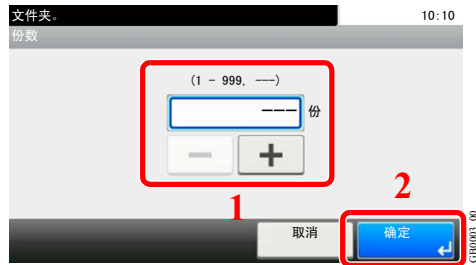 文件夹。 10:10
份数
(1 - 999, ---)
--- 份
− +
1
2
取消 确定
GB0003_00